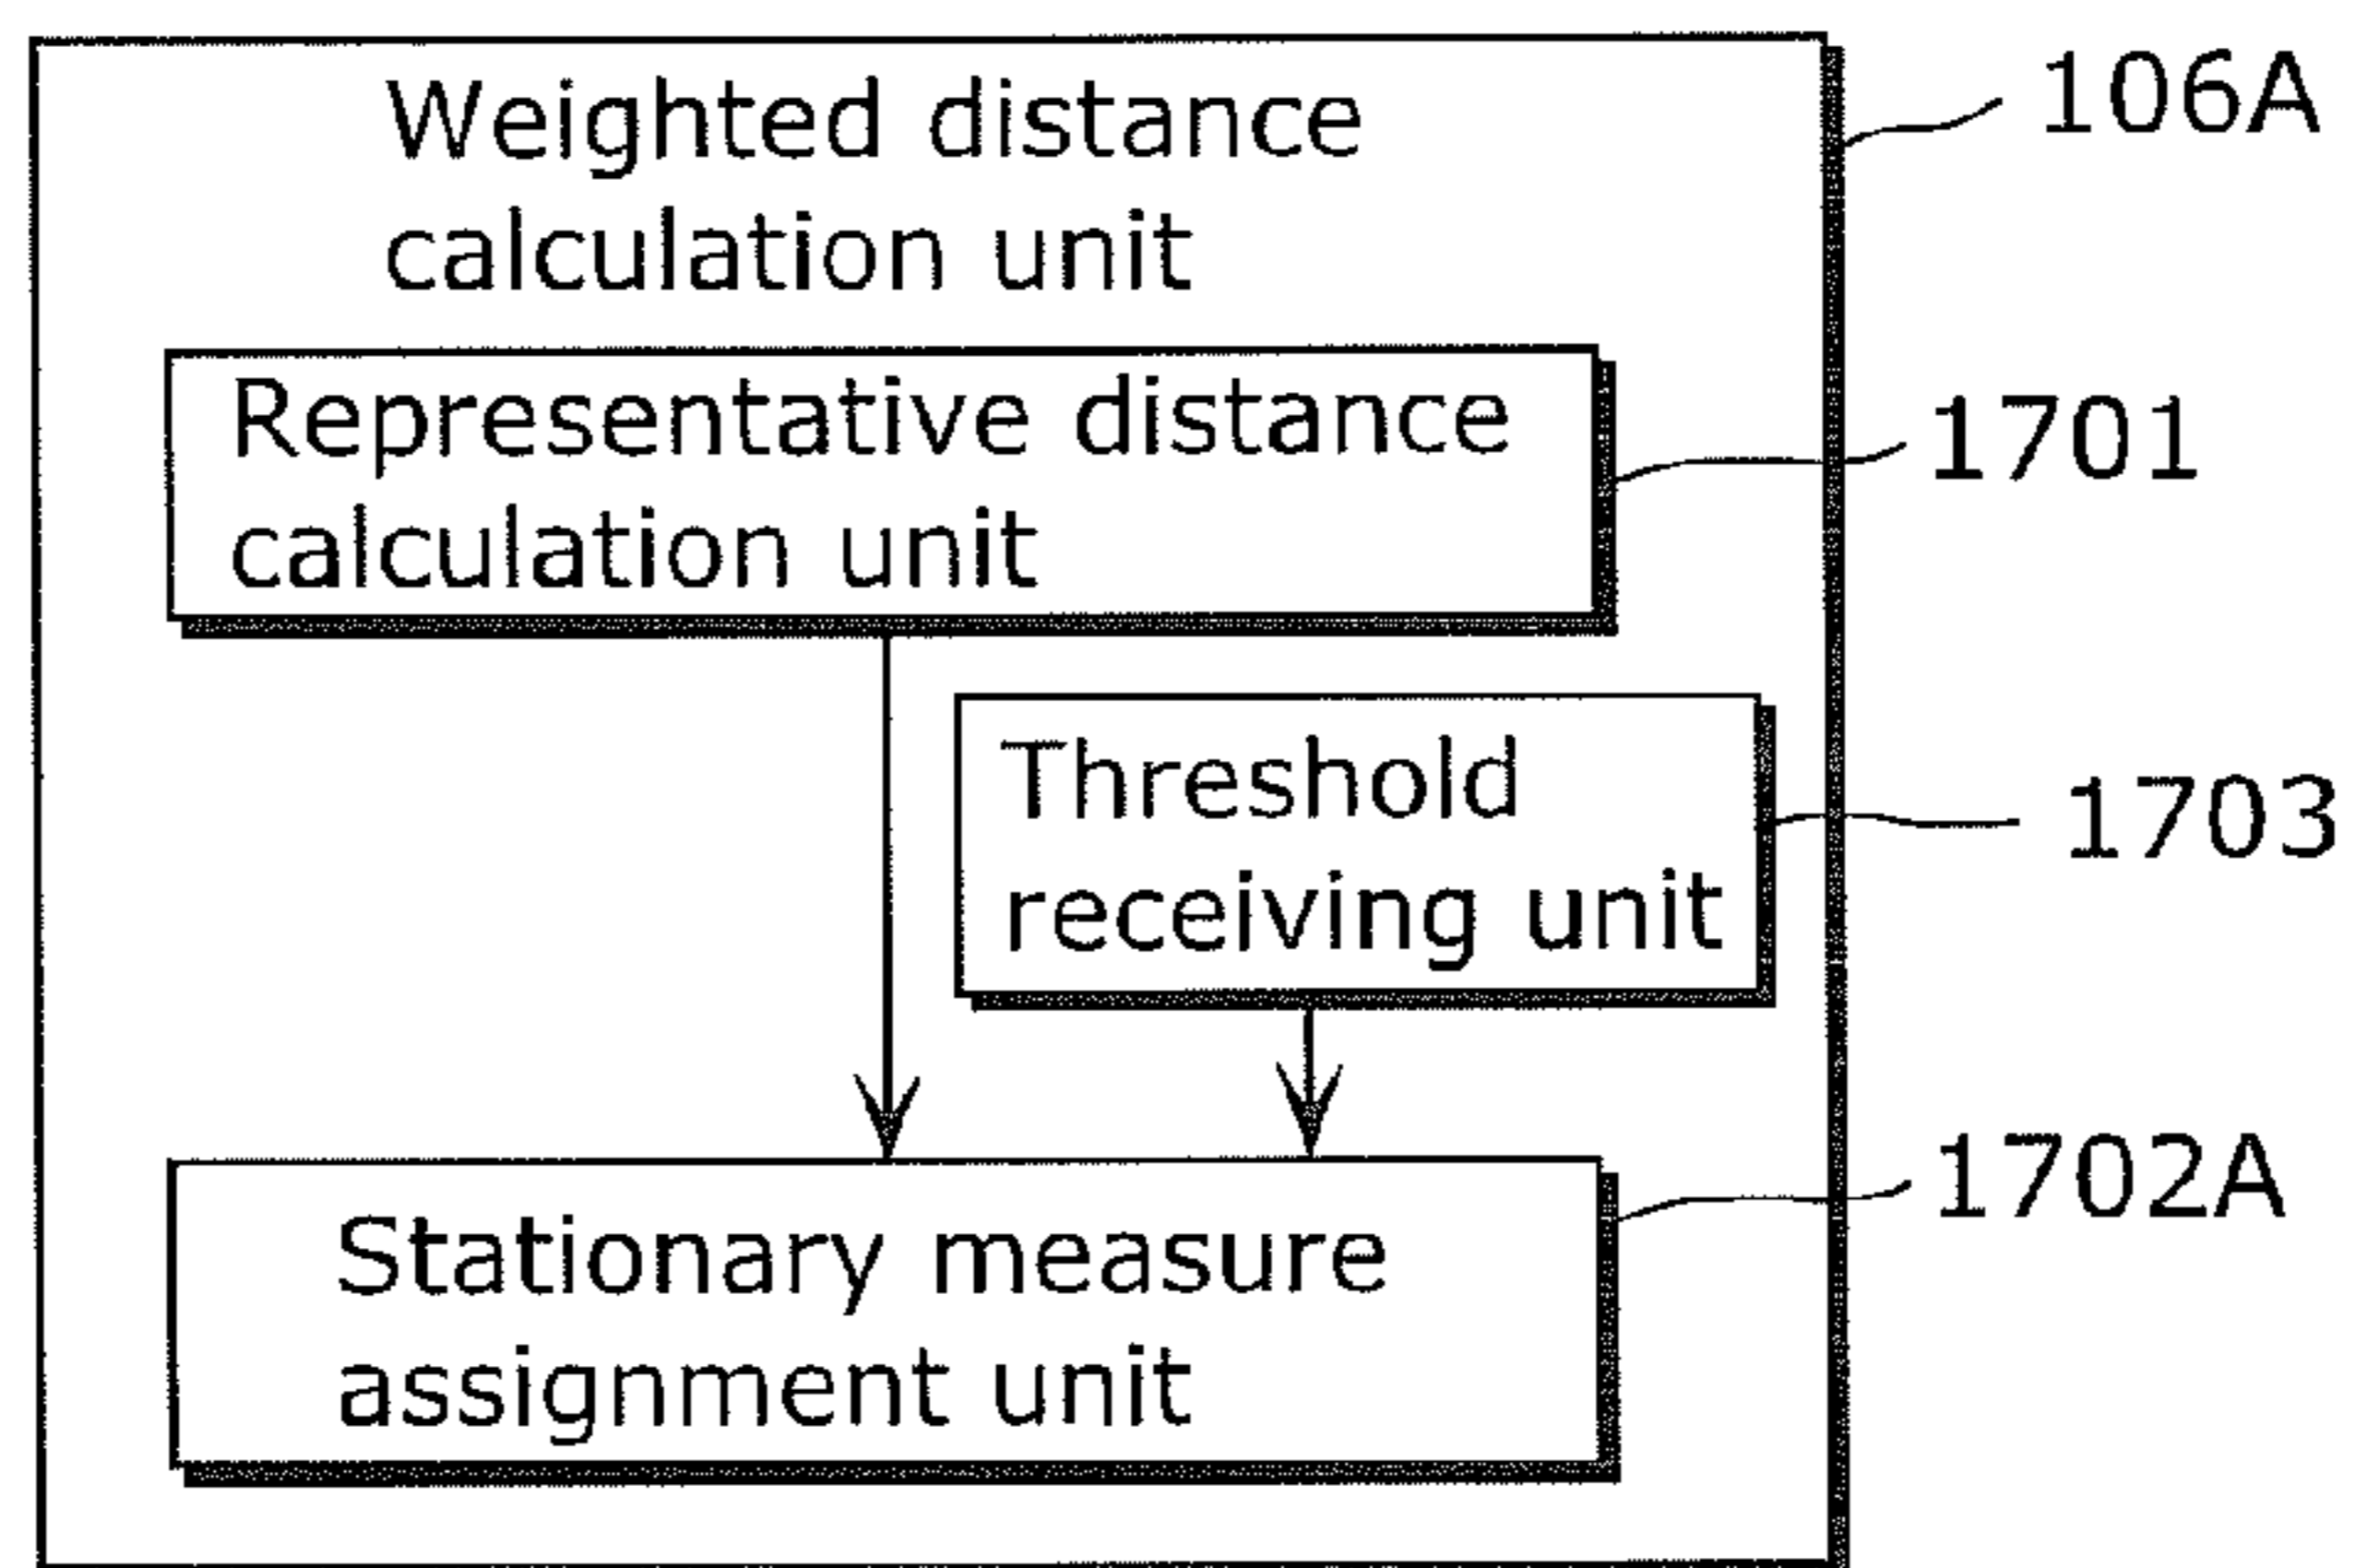 Weighted distance
calculation unit
106A
Representative distance
calculation unit
1701
Threshold
receiving unit
1703
Stationary measure
assignment unit
1702A